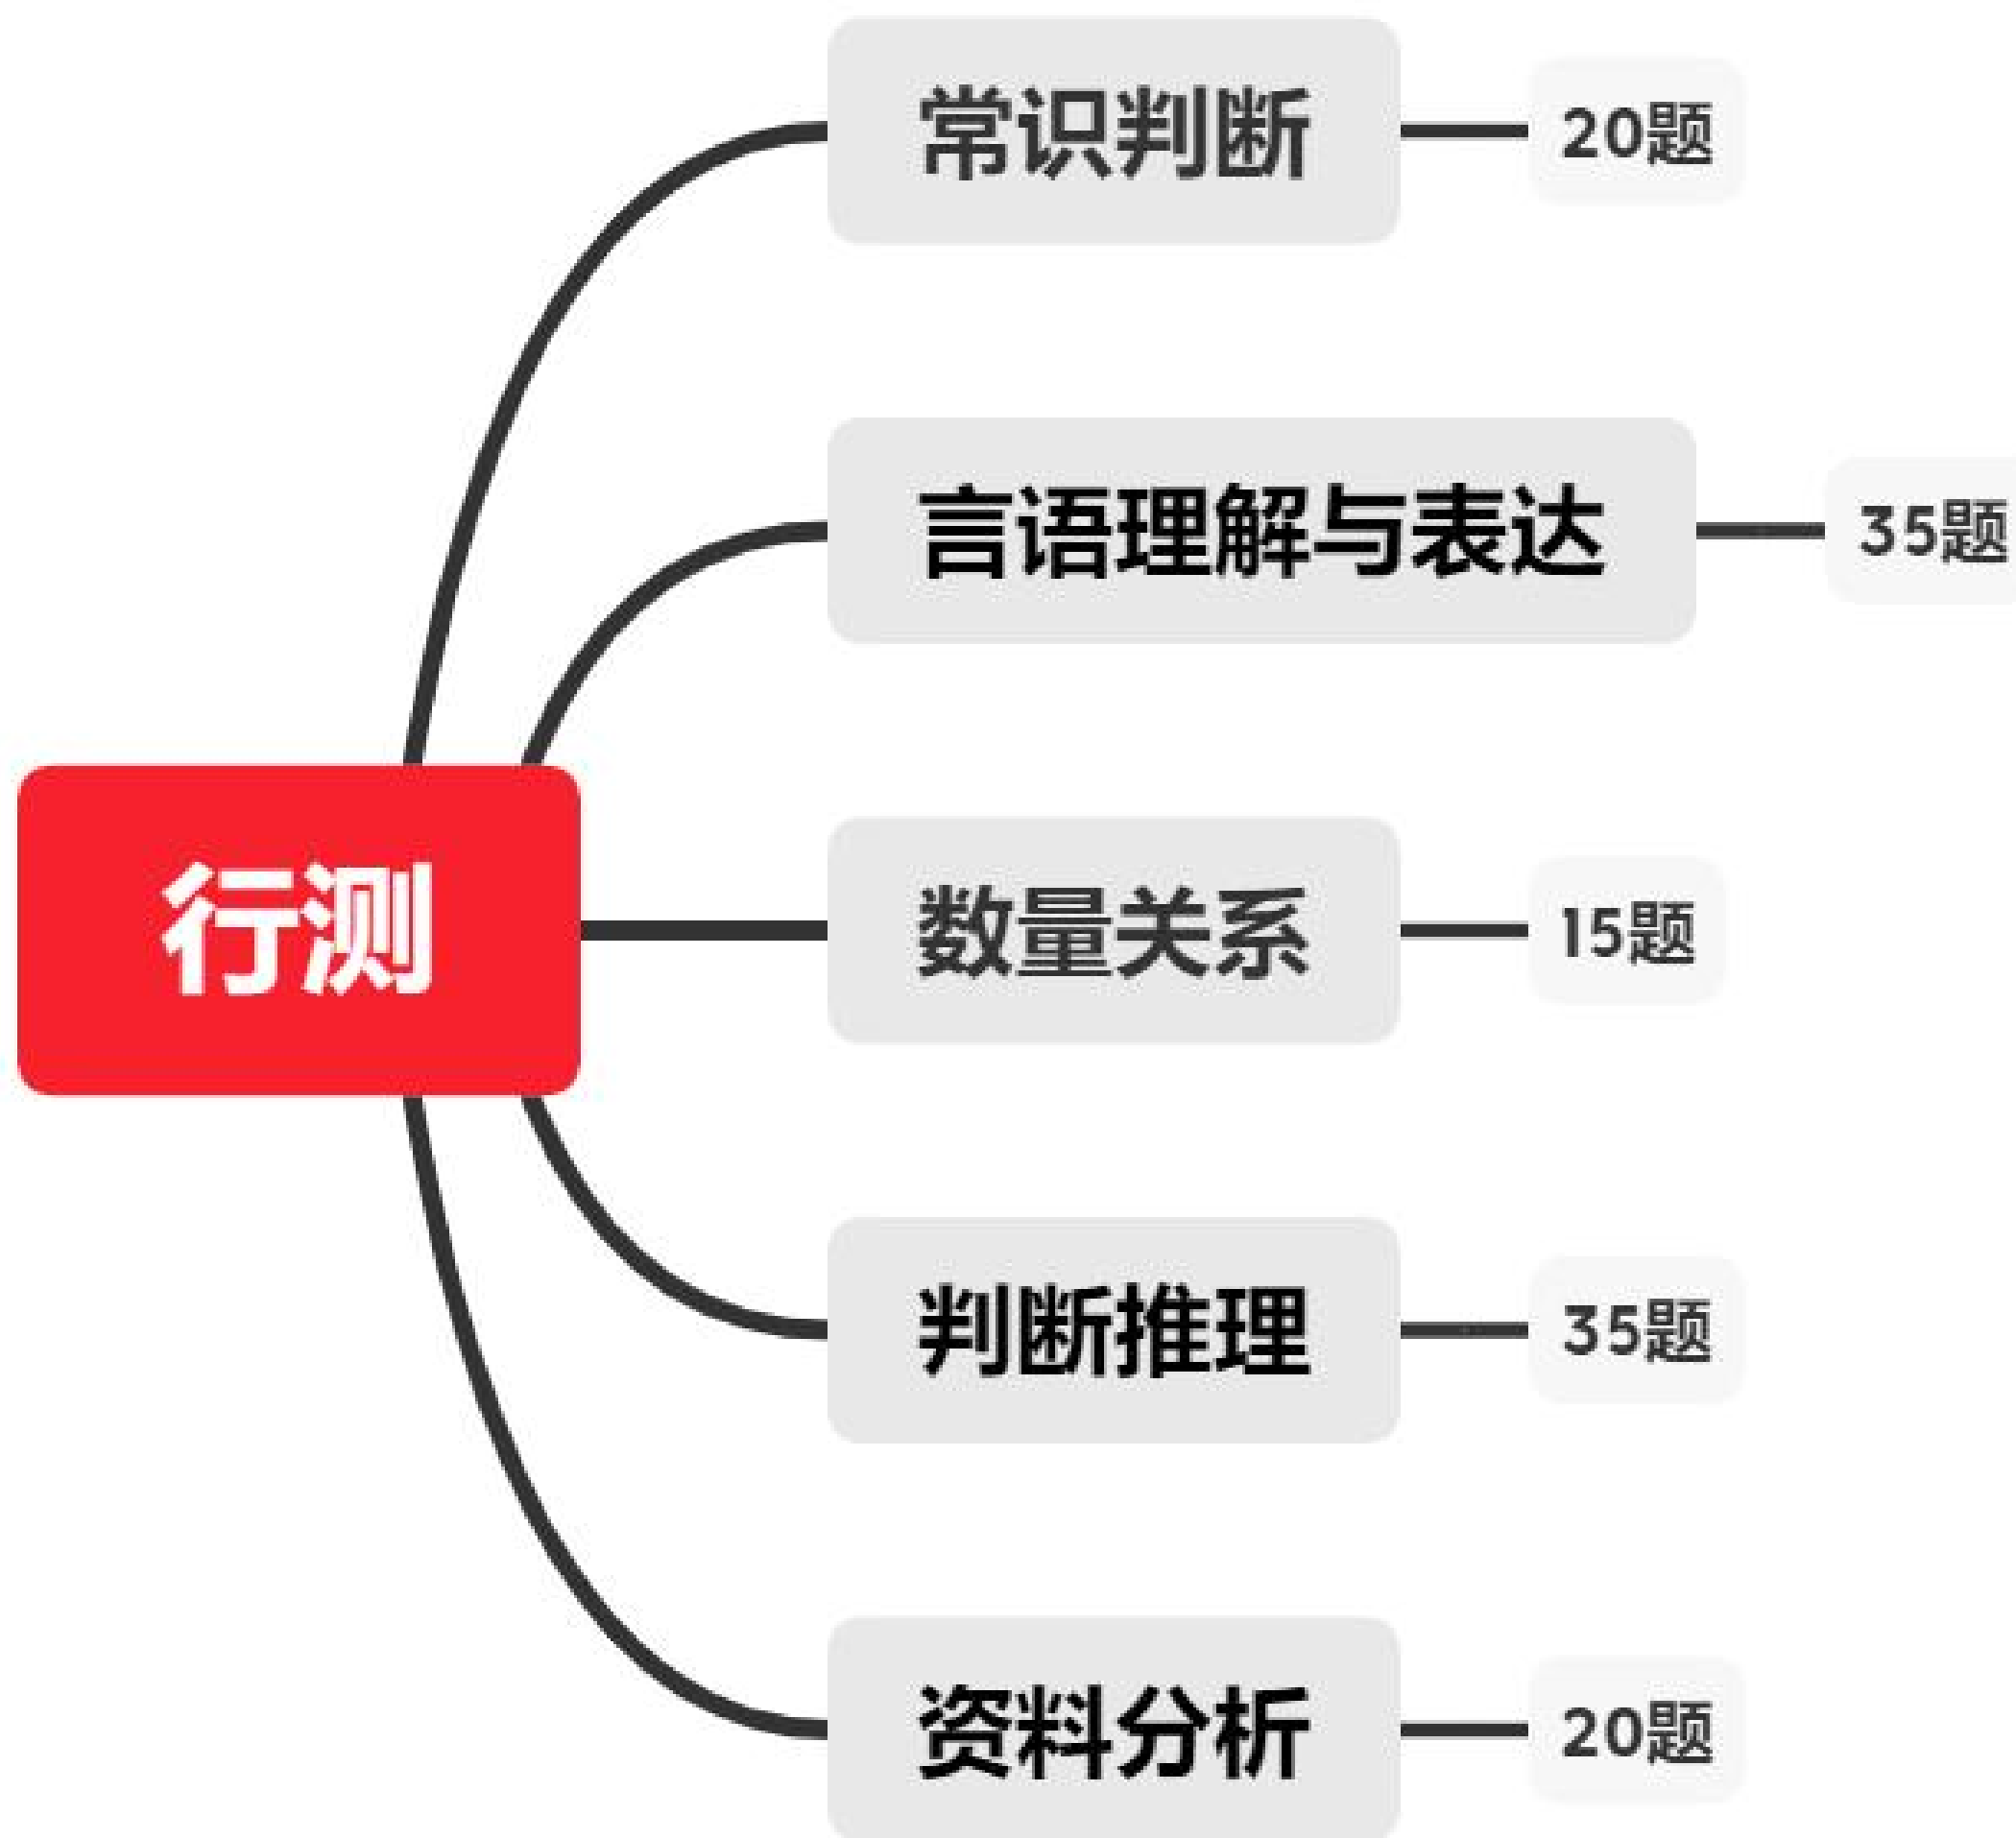 常识判断
20题
言语理解与表达
35题
行测
数量关系
15题
判断推理
35题
资料分析
20题